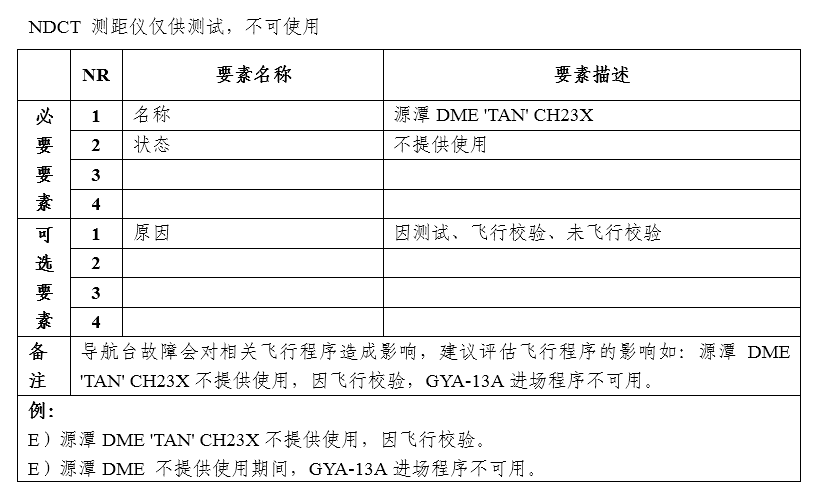 NDCT 测距仪仅供测试，不可使用
NR 要素名称 要素描述
必要要素
1 名称 源潭 DME 'TAN' CH23X
2 状态 不提供使用
3
4
可选要素
1 原因 因测试、飞行校验、未飞行校验
2
3
4
备注
导航台故障会对相关飞行程序造成影响，建议评估飞行程序的影响如：源潭 DME
'TAN' CH23X 不提供使用，因飞行校验，GYA-13A 进场程序不可用。
例：
E）源潭 DME 'TAN' CH23X 不提供使用，因飞行校验。
E）源潭 DME 不提供使用期间，GYA-13A 进场程序不可用。